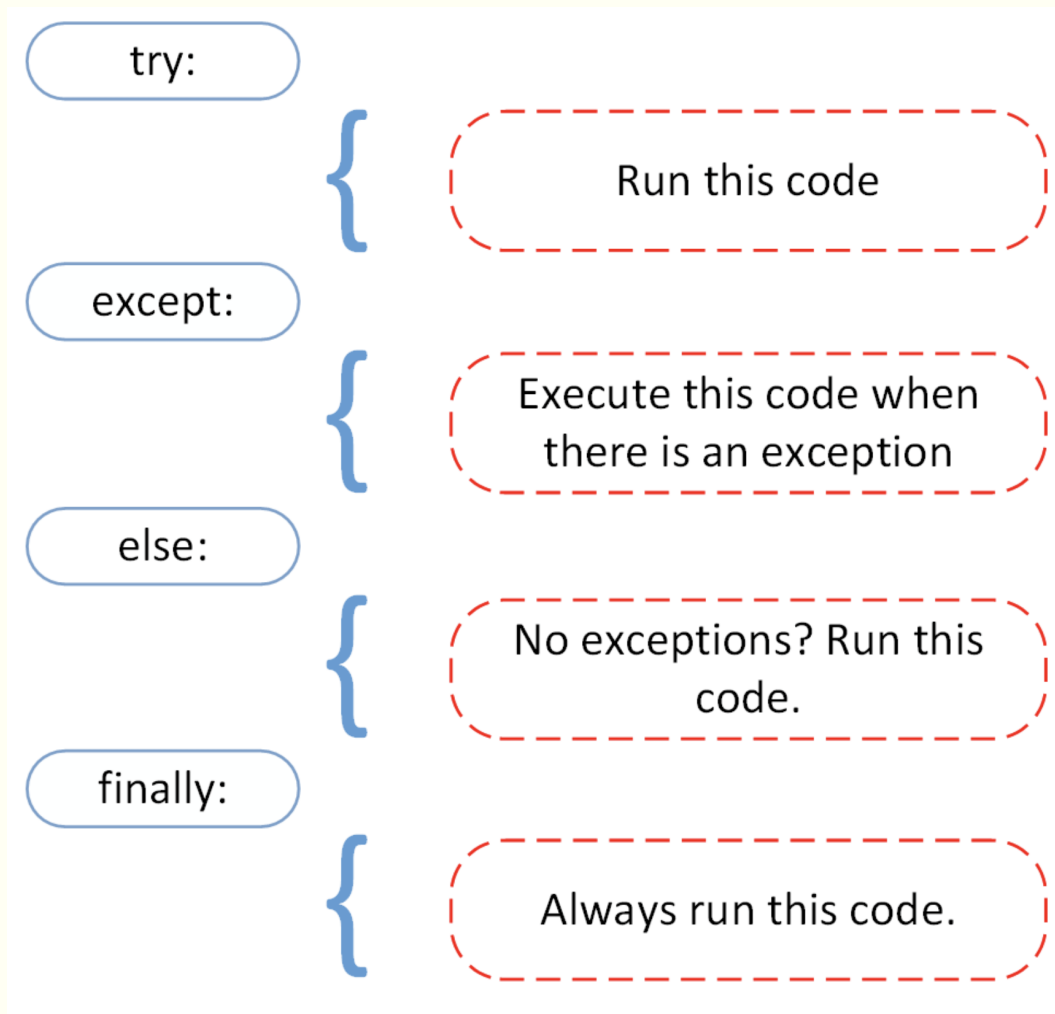 try:
Run this code
except:
Execute this code when
there is an exception
else:
No exceptions? Run this
code.
finally:
Always run this code.